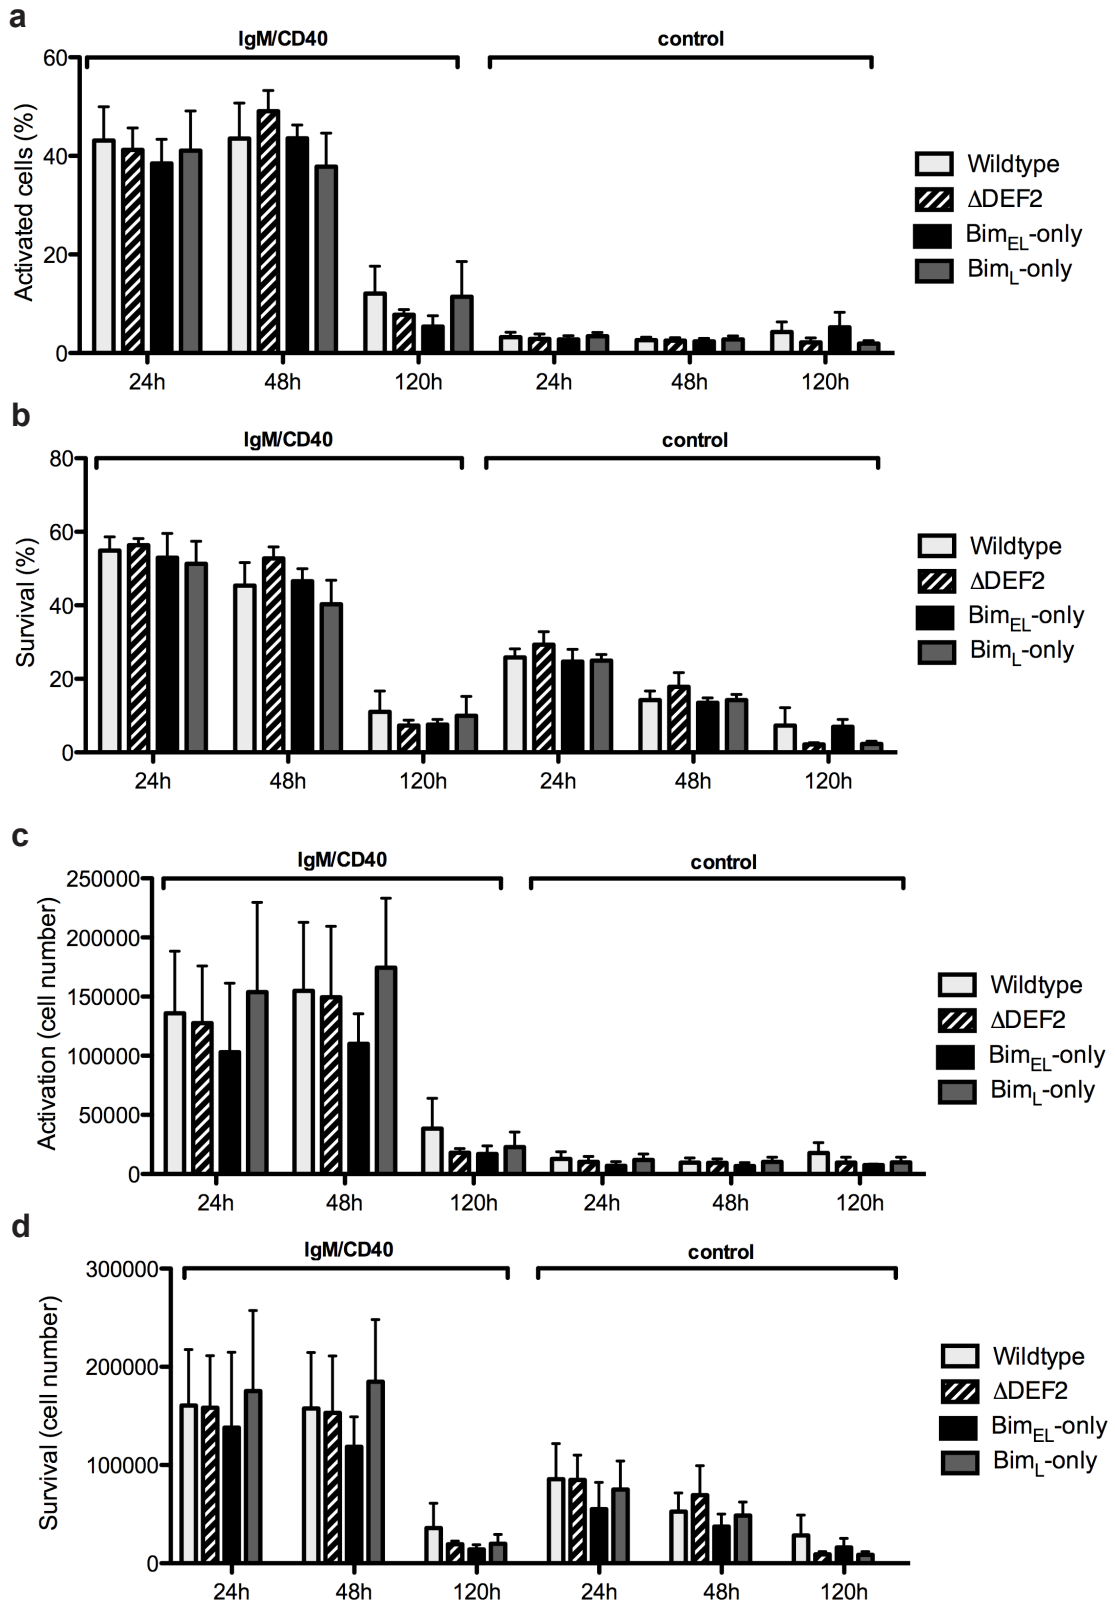 a
IgM/CD40 control
60
40
20
0
Activated cells (%)
24h 48h 120h 24h 48h 120h
Wildtype
ΔDEF2
BimEL-only
BimL-only
b
IgM/CD40 control
80
60
40
20
0
Survival (%)
24h 48h 120h 24h 48h 120h
Wildtype
ΔDEF2
BimEL-only
BimL-only
c
IgM/CD40 control
250000
200000
150000
100000
50000
0
Activation (cell number)
24h 48h 120h 24h 48h 120h
Wildtype
ΔDEF2
BimEL-only
BimL-only
d
IgM/CD40 control
300000
200000
100000
0
Survival (cell number)
24h 48h 120h 24h 48h 120h
Wildtype
ΔDEF2
BimEL-only
BimL-only